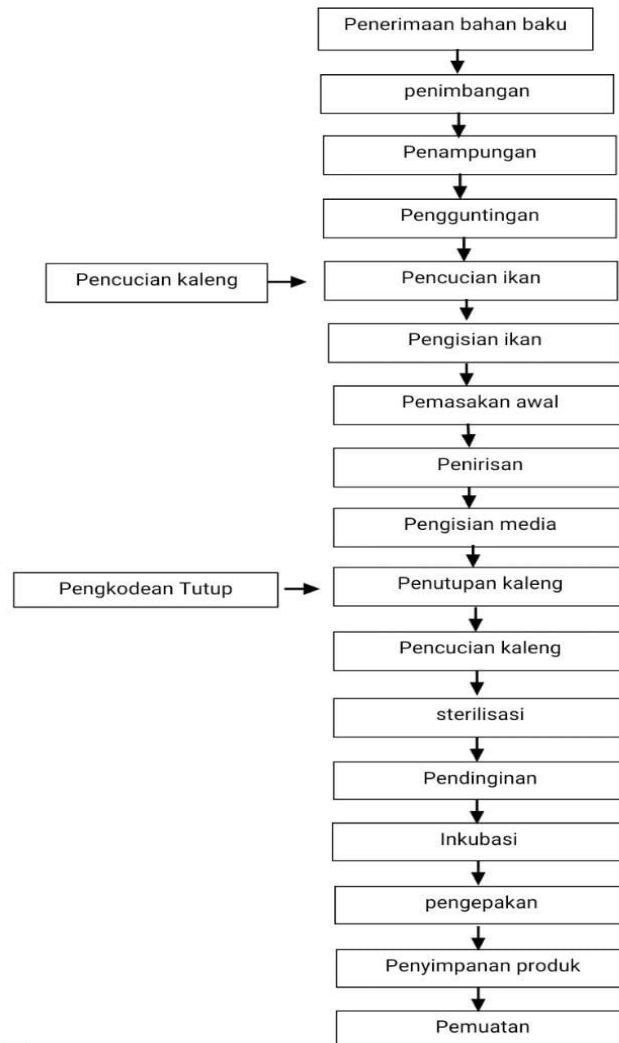 Penerimaan bahan baku
penimbangan
Penampungan
Pengguntingan
Pencucian kaleng
Pencucian ikan
Pengisian ikan
Pemasakan awal
Penirisan
Pengisian media
Pengkodean Tutup
Penutupan kaleng
Pencucian kaleng
sterilisasi
Pendinginan
Inkubasi
pengepakan
Penyimpanan produk
Pemuatan